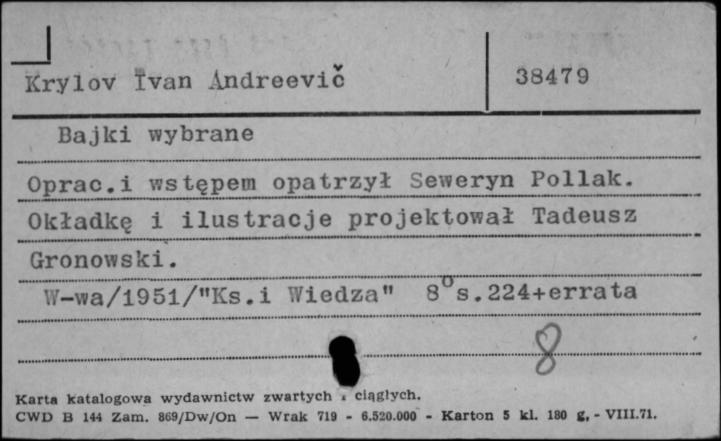 Krylov Ivan Andreevič
38479
Bajki wybrane
Oprac.i wstępem opatrzył Seweryn Pollak.
Okładkę i ilustracje projektował Tadeusz
Gronowski.
W-wa/1951/"Ks.i Wiedza" 8°s.224+errata
8
Karta katalogowa wydawnictw zwartych i ciągłych.
CWD B 144 Zam. 869/Dw/On — Wrak 719 - 6.520.000 - Karton 5 kl. 180 g. - VIII.71.